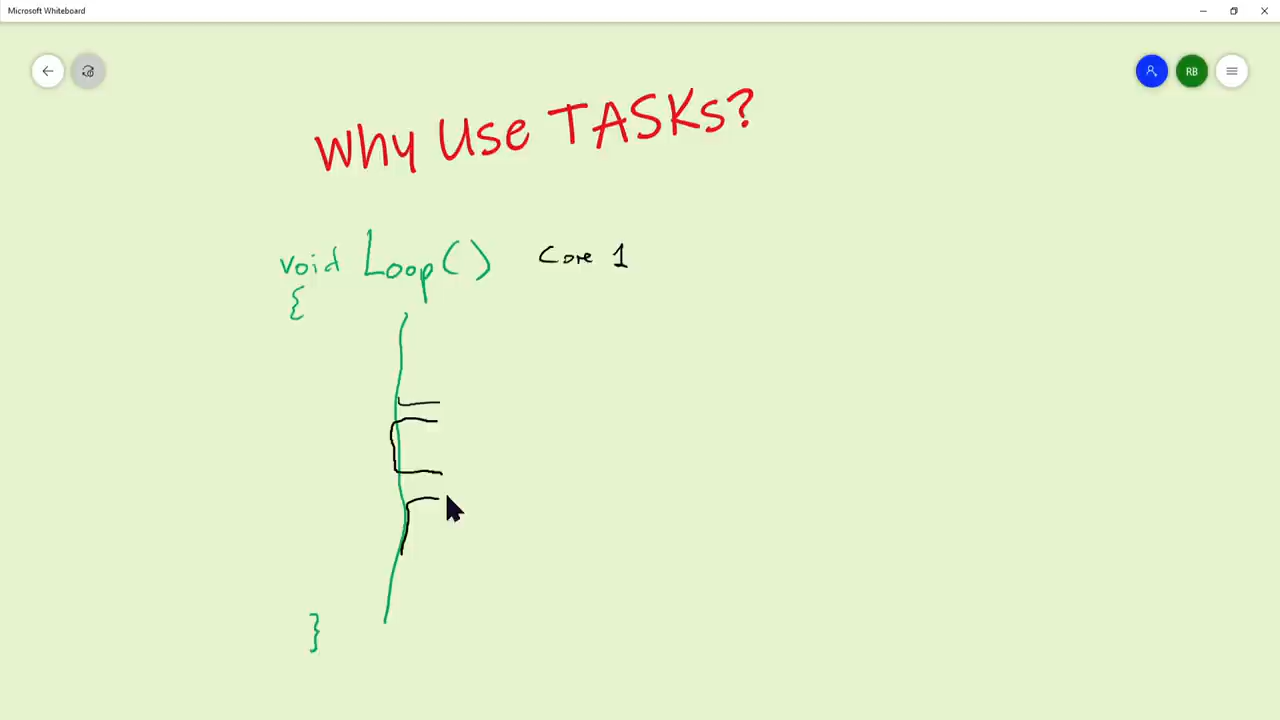 Microsoft Whiteboard
RB
Why Use TASKs?
void Loop() Core 1
{
}